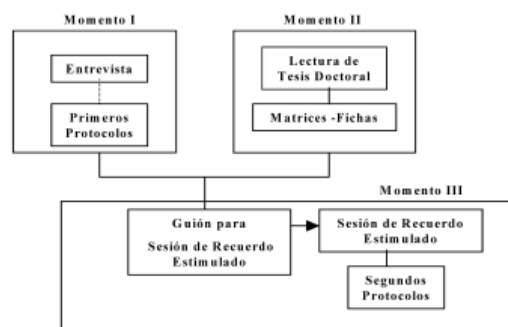 Momento I
Momento II
Entrevista
Primeros
Protocolos
Lectura de
Tesis Doctoral
Matrices -Fichas
Momento III
Guión para
Sesión de Recuerdo
Estimulado
Sesión de Recuerdo
Estimulado
Segundos
Protocolos